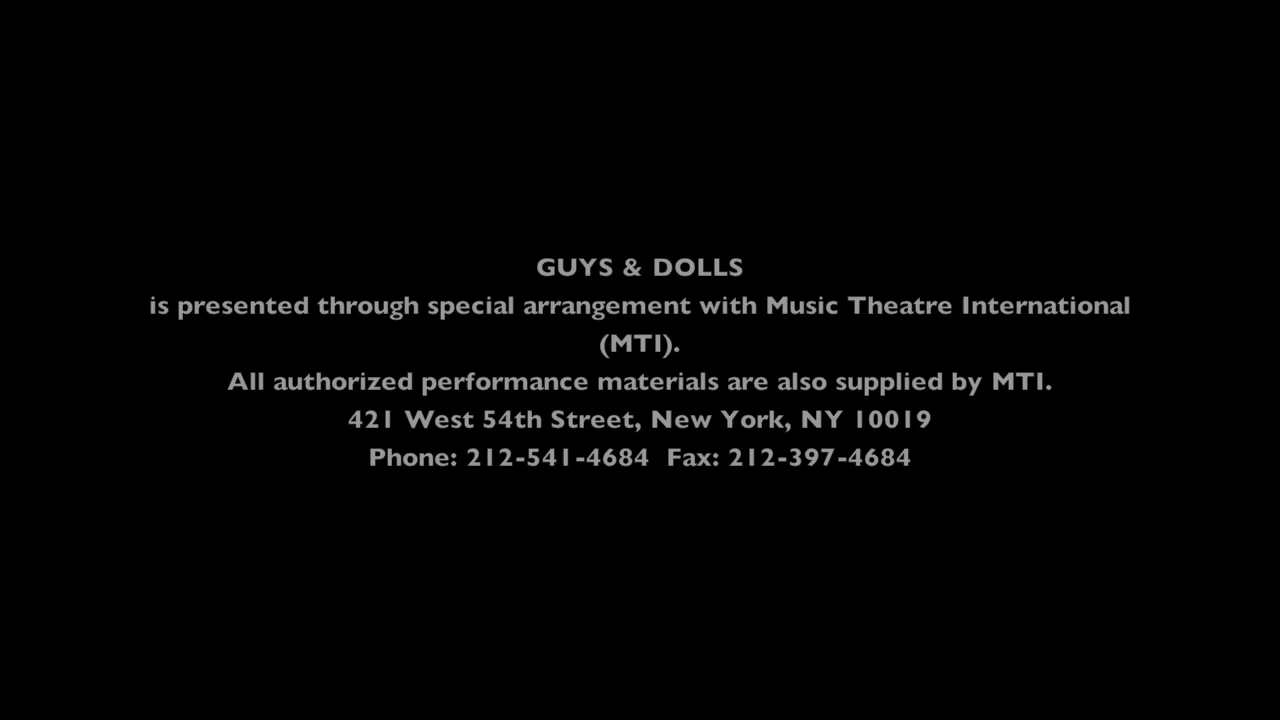 GUYS & DOLLS
is presented through special arrangement with Music Theatre International
(MTI).
All authorized performance materials are also supplied by MTI.
421 West 54th Street, New York, NY 10019
Phone: 212-541-4684  Fax: 212-397-4684